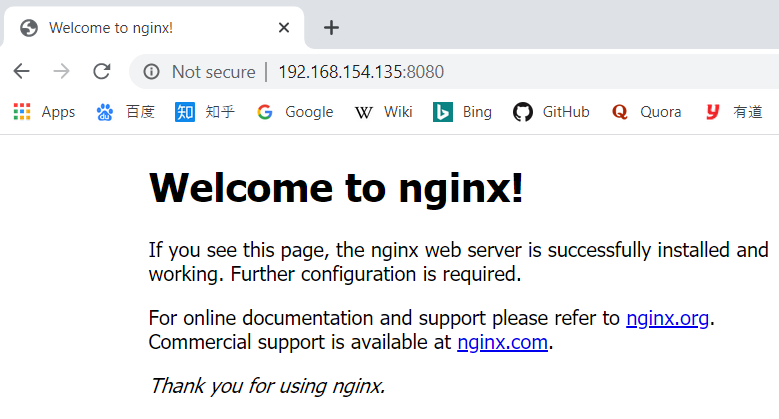 Welcome to nginx!
Not secure | 192.168.154.135:8080
Apps 百度 知 知乎 G Google W Wiki Bing GitHub Q Quora y 有道
Welcome to nginx!
If you see this page, the nginx web server is successfully installed and
working. Further configuration is required.
For online documentation and support please refer to nginx.org.
Commercial support is available at nginx.com.
Thank you for using nginx.